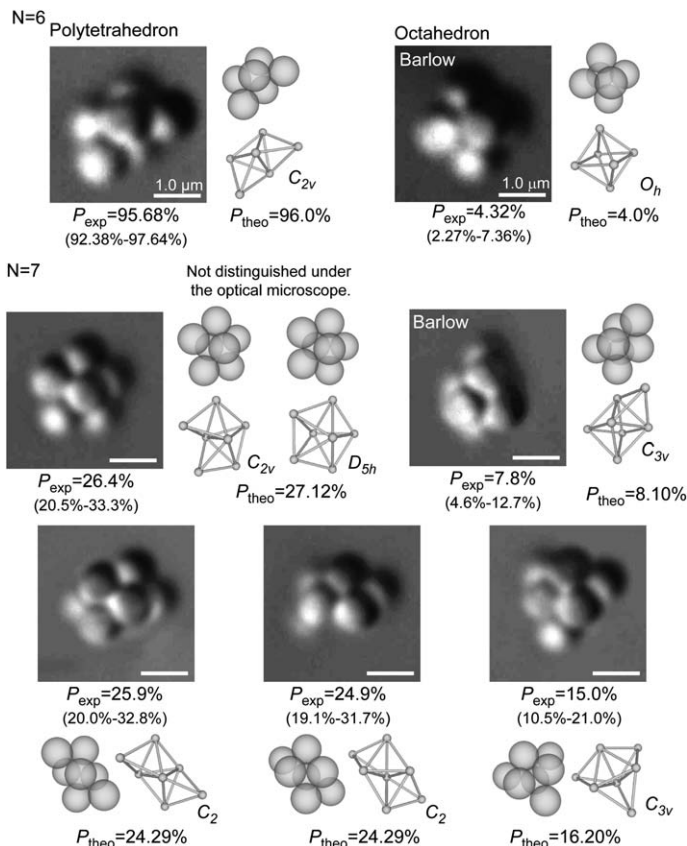 N=6
Polytetrahedron
Octahedron
Barlow
1.0 μm
1.0 μm
C2v
Oh
Pexp=95.68%
(92.38%-97.64%)
Ptheo=96.0%
Pexp=4.32%
(2.27%-7.36%)
Ptheo=4.0%
N=7
Not distinguished under
the optical microscope.
Barlow
C2v
D5h
C3v
Pexp=26.4%
(20.5%-33.3%)
Ptheo=27.12%
Pexp=7.8%
(4.6%-12.7%)
Ptheo=8.10%
Pexp=25.9%
(20.0%-32.8%)
Pexp=24.9%
(19.1%-31.7%)
Pexp=15.0%
(10.5%-21.0%)
C2
C2
C3v
Ptheo=24.29%
Ptheo=24.29%
Ptheo=16.20%